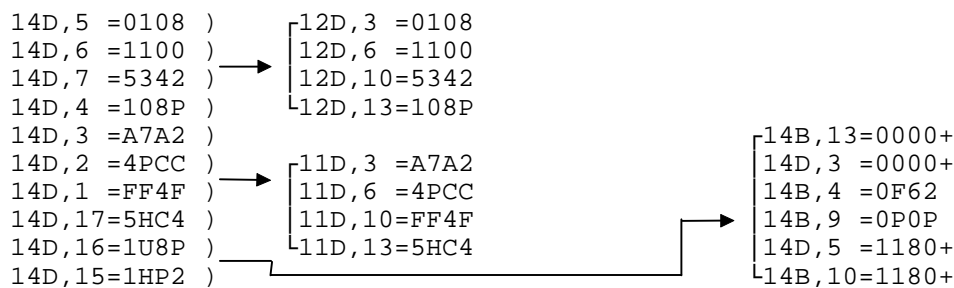 14D,5 =0108 ) ┌12D,3 =0108
14D,6 =1100 ) │12D,6 =1100
14D,7 =5342 ) │12D,10=5342
14D,4 =108P ) └12D,13=108P
14D,3 =A7A2 ) ┌14B,13=0000+
14D,2 =4PCC ) ┌11D,3 =A7A2 │14D,3 =0000+
14D,1 =FF4F ) │11D,6 =4PCC │14B,4 =0F62
14D,17=5HC4 ) │11D,10=FF4F │14B,9 =0P0P
14D,16=1U8P ) └11D,13=5HC4 │14D,5 =1180+
14D,15=1HP2 ) └14B,10=1180+